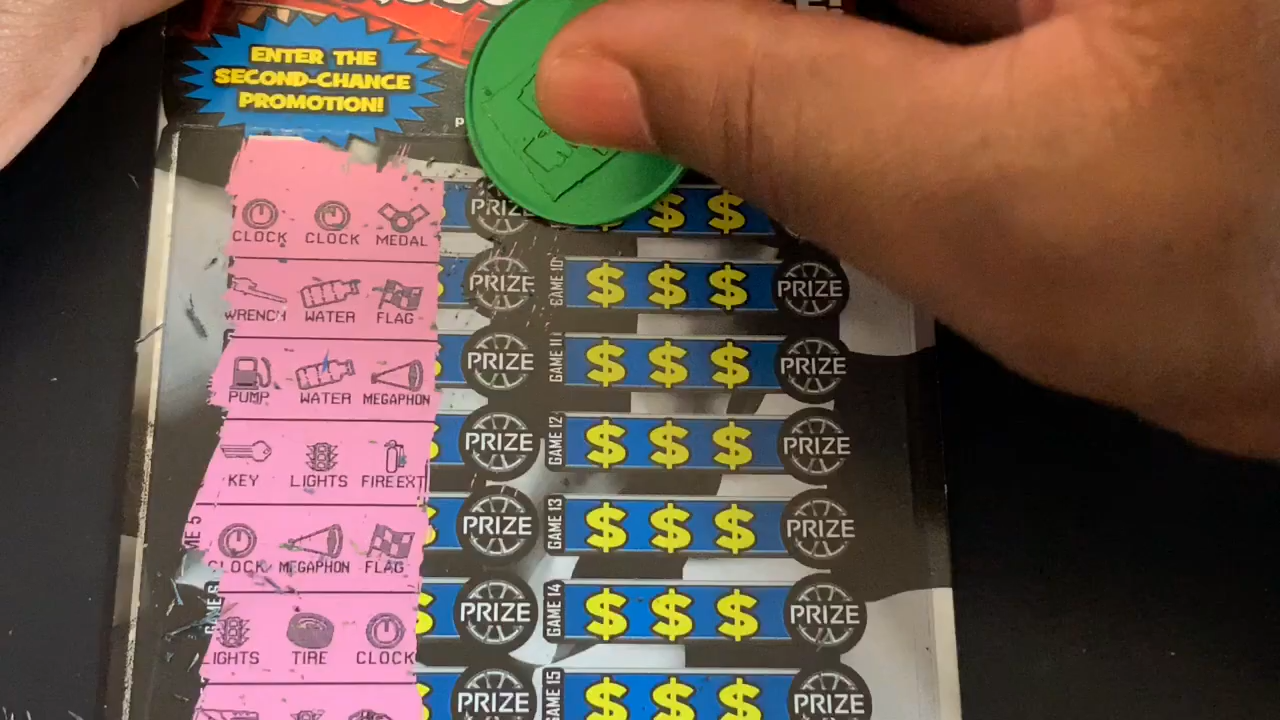 ENTER THE
SECOND-CHANCE
PROMOTION!
P
CLOCK CLOCK MEDAL PRIZE $ $
WRENCH WATER FLAG PRIZE GAME 10 $ $ $ PRIZE
PUMP WATER MEGAPHON PRIZE GAME 11 $ $ $ PRIZE
KEY LIGHTS FIREEXT PRIZE GAME 12 $ $ $ PRIZE
ME 5 CLOCK MEGAPHON FLAG PRIZE GAME 13 $ $ $ PRIZE
GAME 6 LIGHTS TIRE CLOCK $ PRIZE GAME 14 $ $ $ PRIZE
$ PRIZE GAME 15 $ $ $ PRIZE